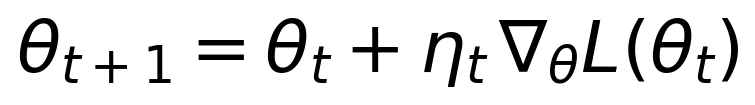 θ_{t+1} = θ_t + η_t ∇_θ L(θ_t)